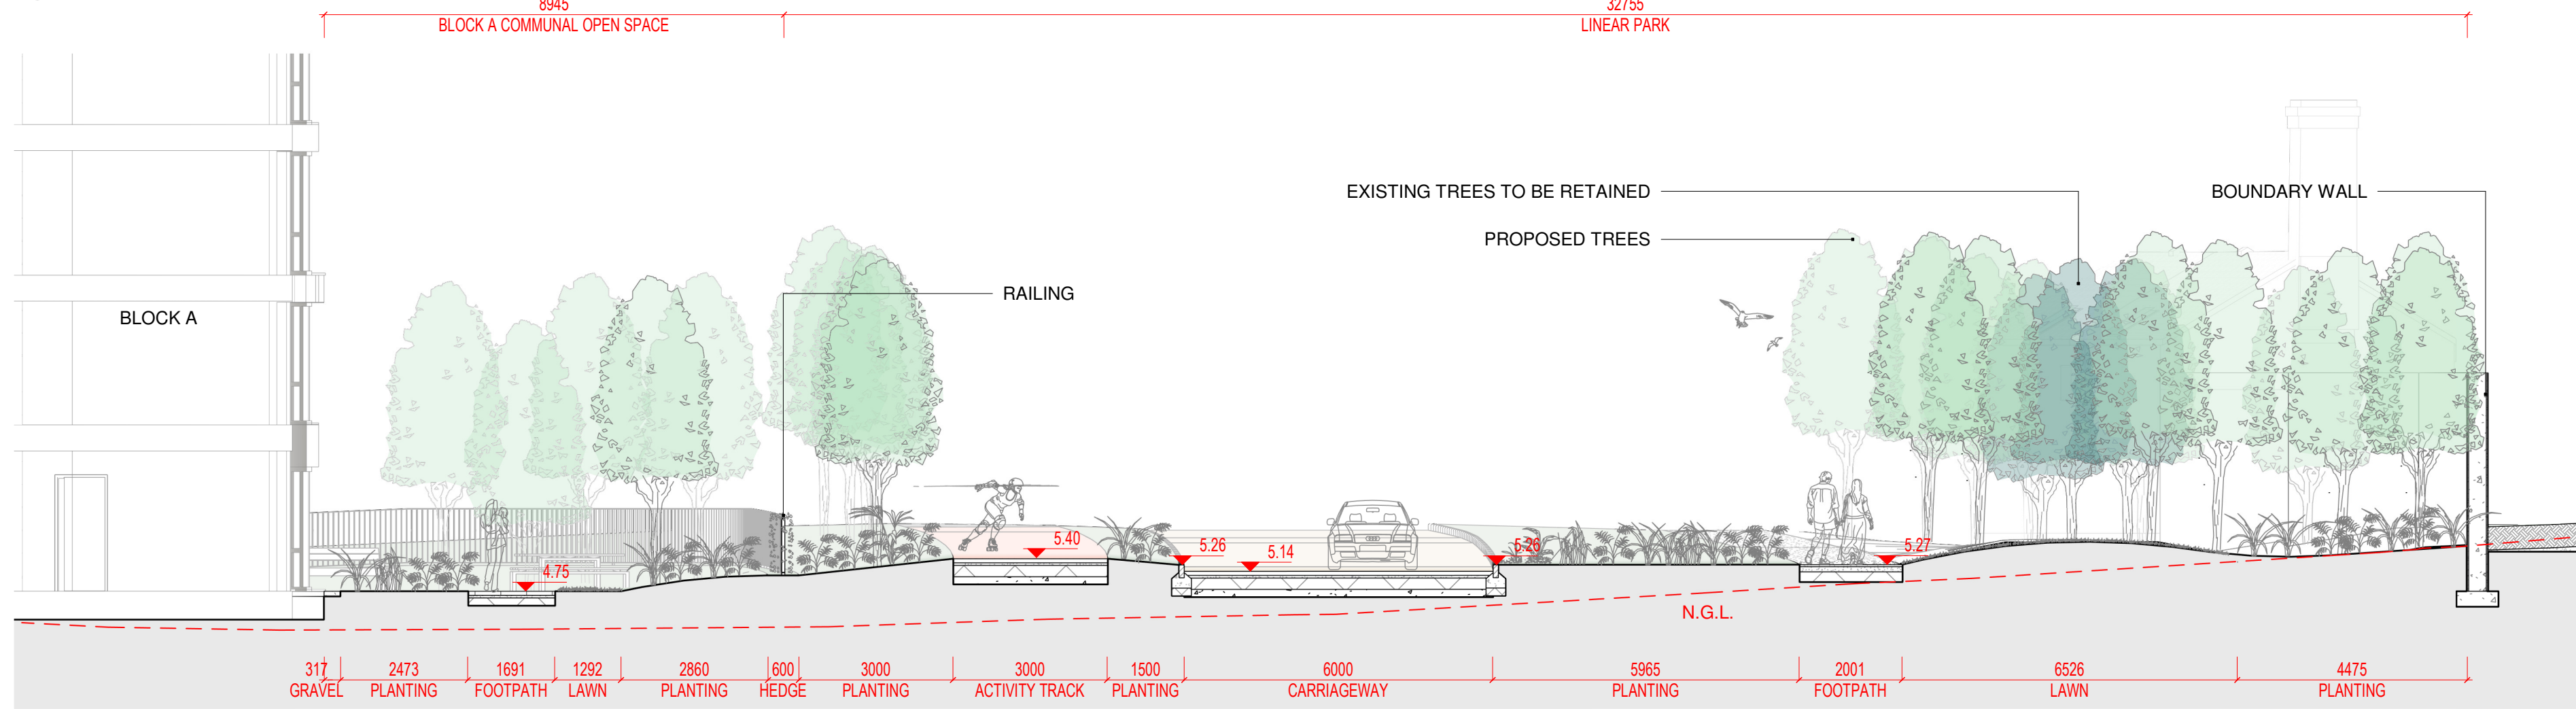 8945
BLOCK A COMMUNAL OPEN SPACE
32755
LINEAR PARK
EXISTING TREES TO BE RETAINED
BOUNDARY WALL
PROPOSED TREES
RAILING
BLOCK A
5.40
5.26
5.14
5.26
5.27
4.75
N.G.L.
317 2473 1691 1292 2860 600 3000 3000 1500 6000 5965 2001 6526 4475
GRAVEL PLANTING FOOTPATH LAWN PLANTING HEDGE PLANTING ACTIVITY TRACK PLANTING CARRIAGEWAY PLANTING FOOTPATH LAWN PLANTING